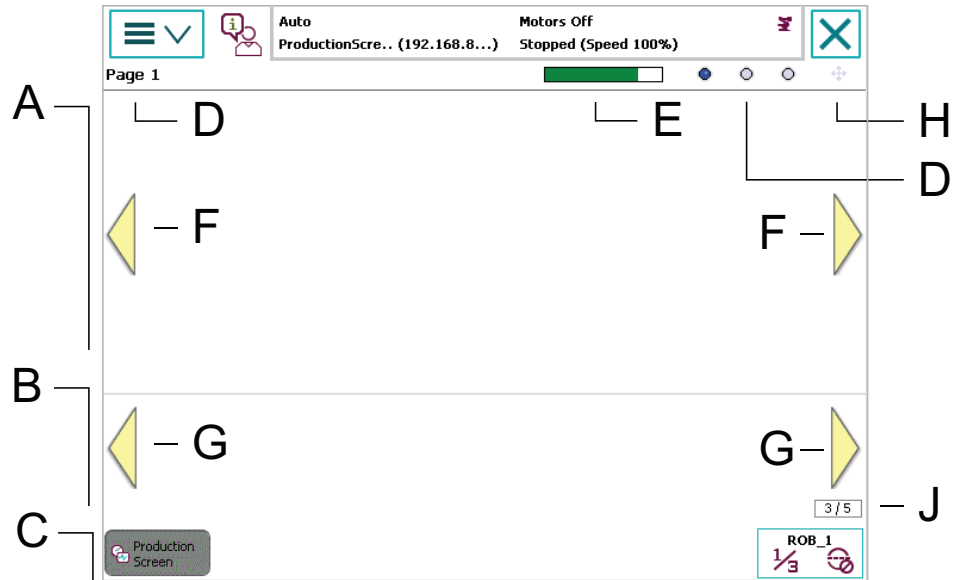 Auto
Motors Off
ProductionScre.. (192.168.8...)
Stopped (Speed 100%)
Page 1
A
D
E
H
D
F
F
B
G
G
3 / 5
J
C
Production
Screen
ROB_1
1/3